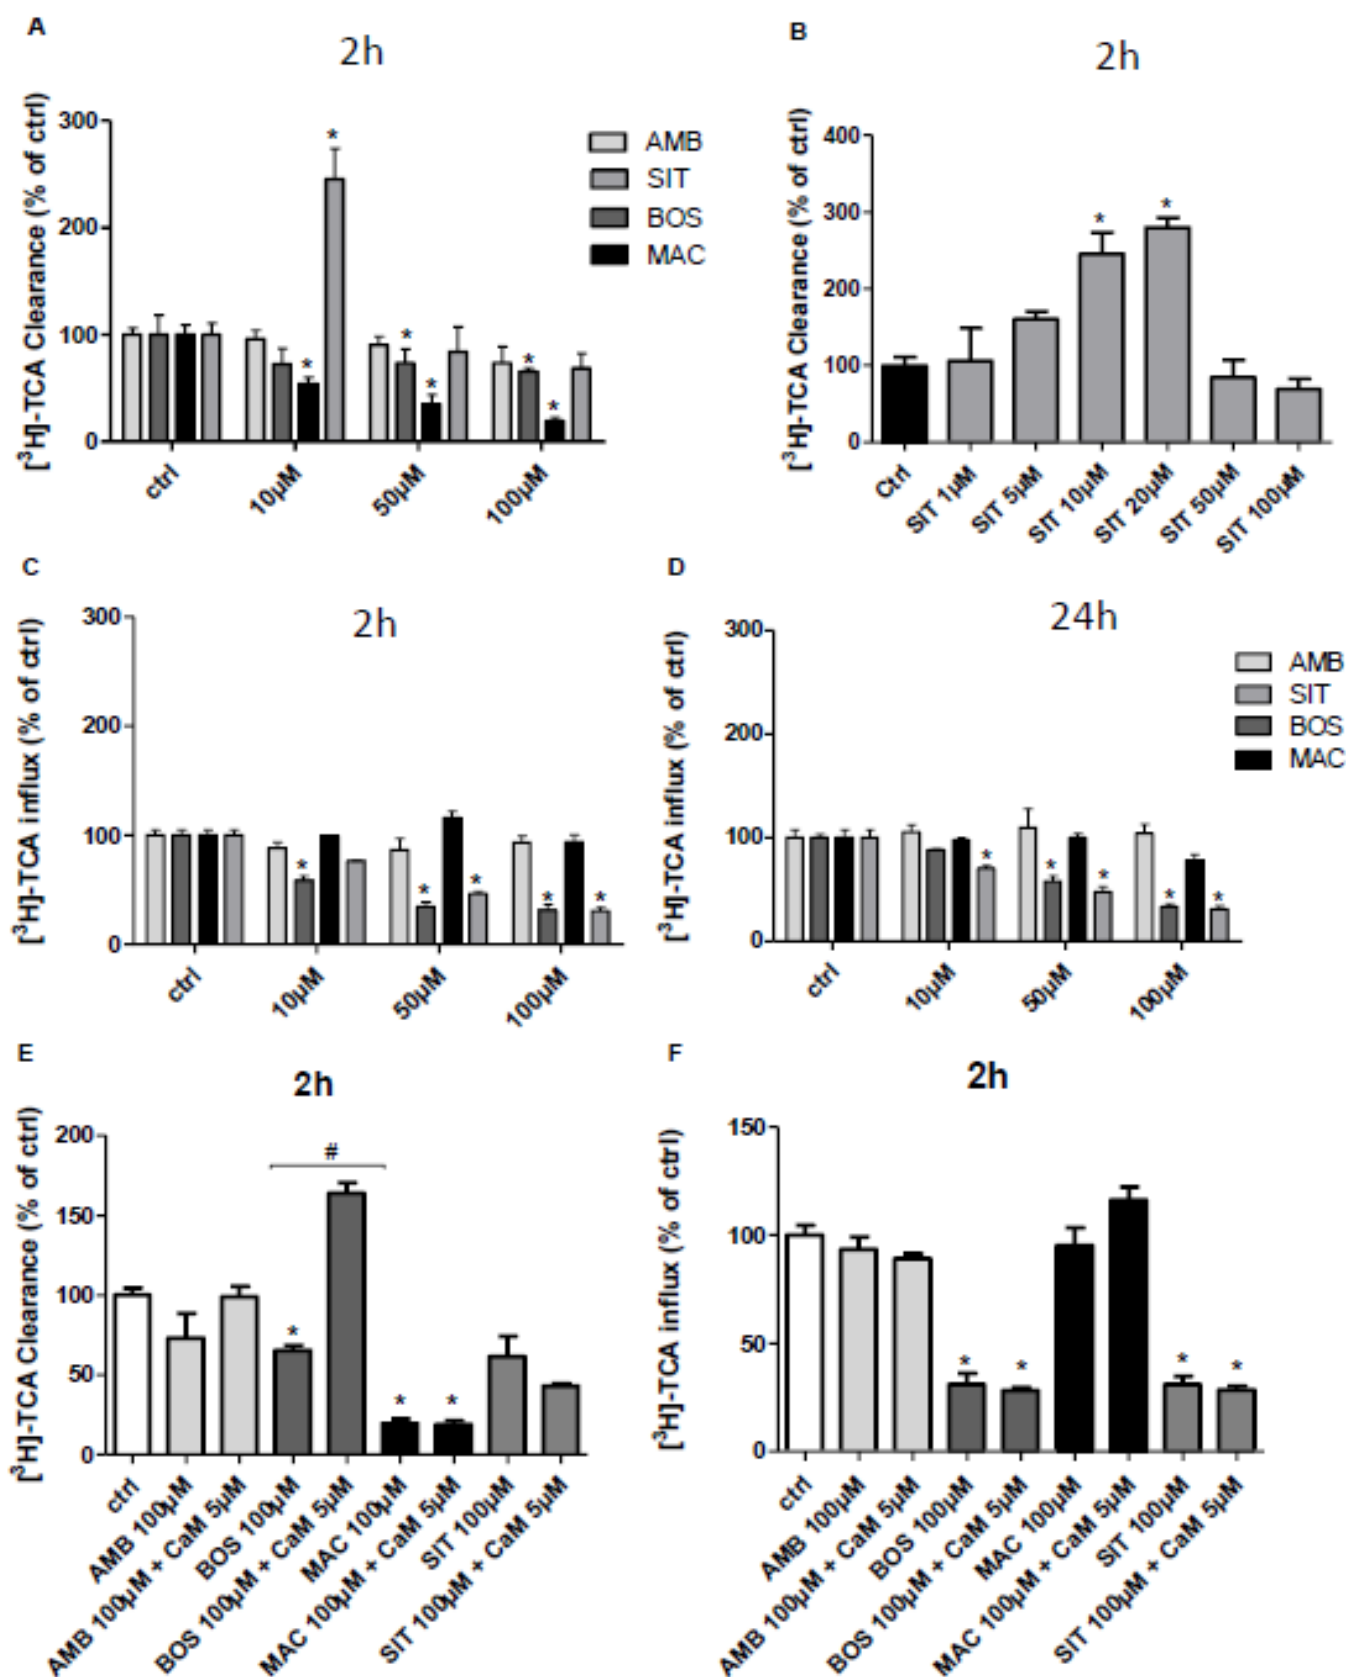 A
2h
[³H]-TCA Clearance (% of ctrl)
300
200
100
0
*
*
*
*
*
*
ctrl
10µM
50µM
100µM
AMB
SIT
BOS
MAC
B
2h
[³H]-TCA Clearance (% of ctrl)
400
300
200
100
0
*
*
Ctrl
SIT 1µM
SIT 5µM
SIT 10µM
SIT 20µM
SIT 50µM
SIT 100µM
C
2h
[³H]-TCA influx (% of ctrl)
300
200
100
0
*
*
*
*
*
ctrl
10µM
50µM
100µM
D
24h
[³H]-TCA influx (% of ctrl)
300
200
100
0
*
*
*
*
*
ctrl
10µM
50µM
100µM
AMB
SIT
BOS
MAC
E
2h
[³H]-TCA Clearance (% of ctrl)
200
150
100
50
0
#
*
*
*
ctrl
AMB 100µM
AMB 100µM + CaM 5µM
BOS 100µM
BOS 100µM + CaM 5µM
MAC 100µM
MAC 100µM + CaM 5µM
SIT 100µM
SIT 100µM + CaM 5µM
F
2h
[³H]-TCA influx (% of ctrl)
150
100
50
0
*
*
*
*
ctrl
AMB 100µM
AMB 100µM + CaM 5µM
BOS 100µM
BOS 100µM + CaM 5µM
MAC 100µM
MAC 100µM + CaM 5µM
SIT 100µM
SIT 100µM + CaM 5µM